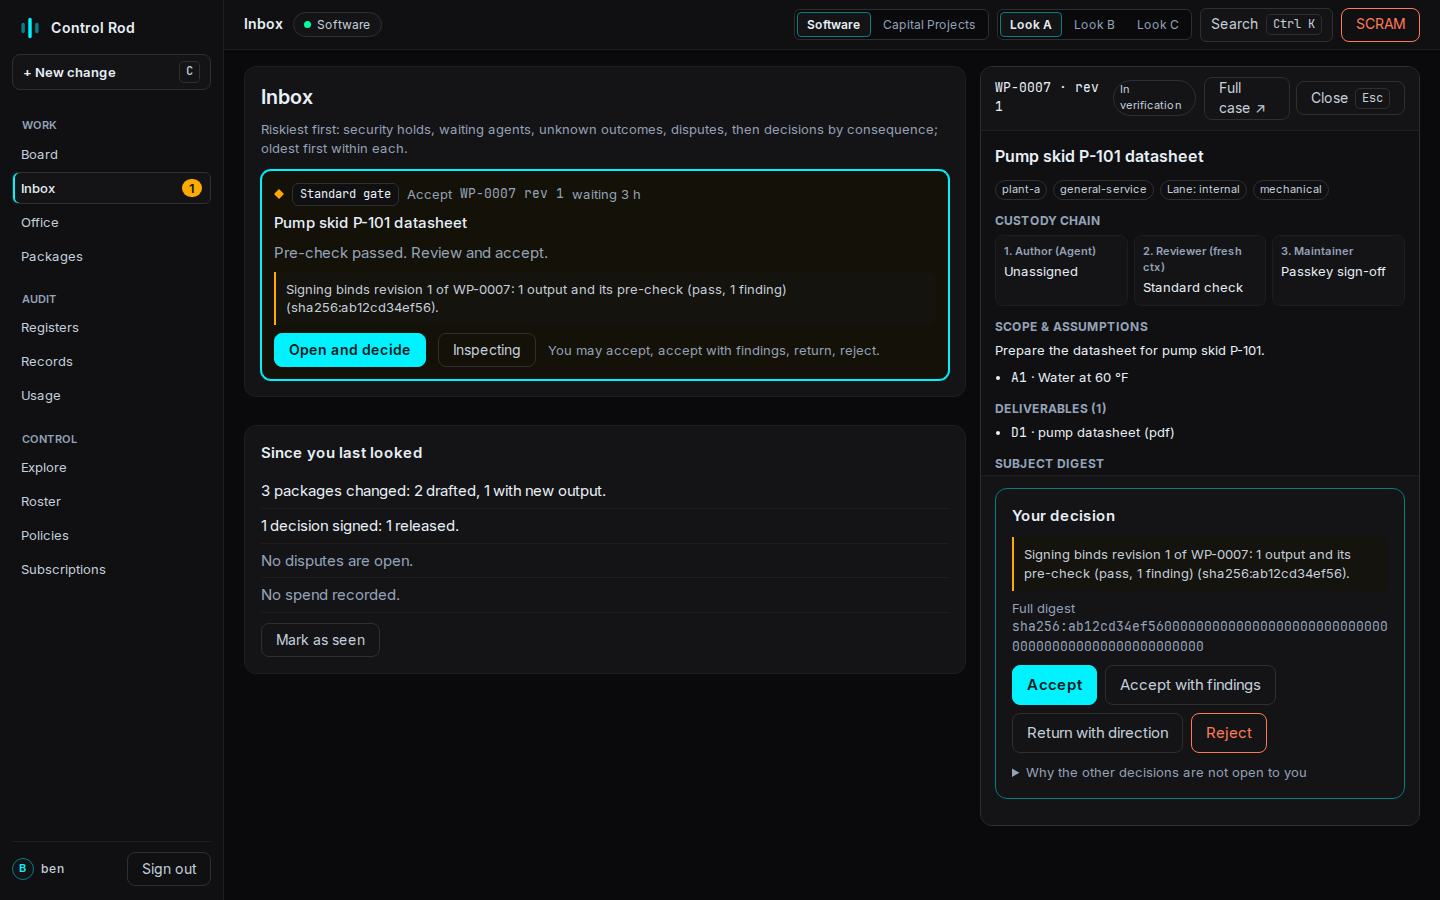 Control Rod
+ New change C
WORK
Board
Inbox 1
Office
Packages
AUDIT
Registers
Records
Usage
CONTROL
Explore
Roster
Policies
Subscriptions
B ben Sign out
Inbox Software
Software Capital Projects Look A Look B Look C Search Ctrl K SCRAM
Inbox
Riskiest first: security holds, waiting agents, unknown outcomes, disputes, then decisions by consequence;
oldest first within each.
Standard gate Accept WP-0007 rev 1 waiting 3 h
Pump skid P-101 datasheet
Pre-check passed. Review and accept.
Signing binds revision 1 of WP-0007: 1 output and its pre-check (pass, 1 finding)
(sha256:ab12cd34ef56).
Open and decide Inspecting You may accept, accept with findings, return, reject.
Since you last looked
3 packages changed: 2 drafted, 1 with new output.
1 decision signed: 1 released.
No disputes are open.
No spend recorded.
Mark as seen
WP-0007 · rev
1
In
verification
Full
case ↗
Close Esc
Pump skid P-101 datasheet
plant-a general-service Lane: internal mechanical
CUSTODY CHAIN
1. Author (Agent)
Unassigned
2. Reviewer (fresh
ctx)
Standard check
3. Maintainer
Passkey sign-off
SCOPE & ASSUMPTIONS
Prepare the datasheet for pump skid P-101.
• A1 · Water at 60 °F
DELIVERABLES (1)
• D1 · pump datasheet (pdf)
SUBJECT DIGEST
Your decision
Signing binds revision 1 of WP-0007: 1 output and its
pre-check (pass, 1 finding) (sha256:ab12cd34ef56).
Full digest
sha256:ab12cd34ef5600000000000000000000000000000
000000000000000000000000
Accept Accept with findings
Return with direction Reject
Why the other decisions are not open to you